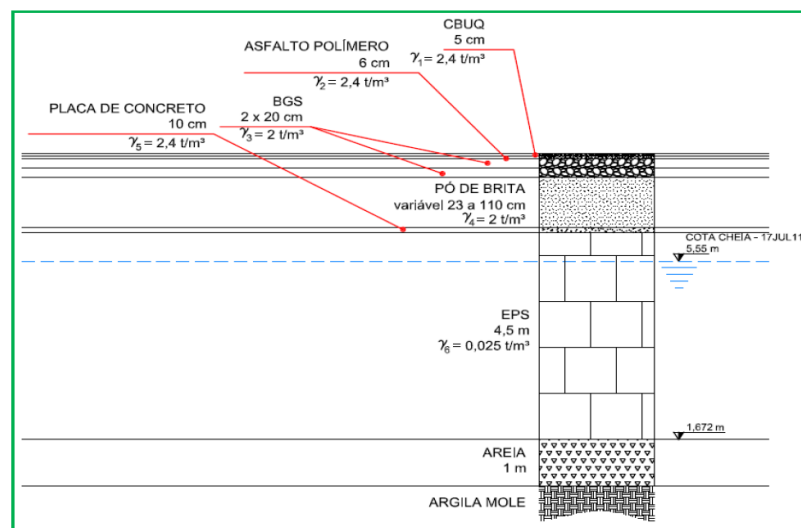 CBUQ
5 cm
γ₁= 2,4 t/m³
ASFALTO POLÍMERO
6 cm
γ₂= 2,4 t/m³
BGS
2 x 20 cm
γ₃= 2 t/m³
PLACA DE CONCRETO
10 cm
γ₅= 2,4 t/m³
PÓ DE BRITA
variável 23 a 110 cm
γ₄= 2 t/m³
COTA CHEIA - 17JUL11
5,55 m
EPS
4,5 m
γ₆= 0,025 t/m³
1,672 m
AREIA
1 m
ARGILA MOLE